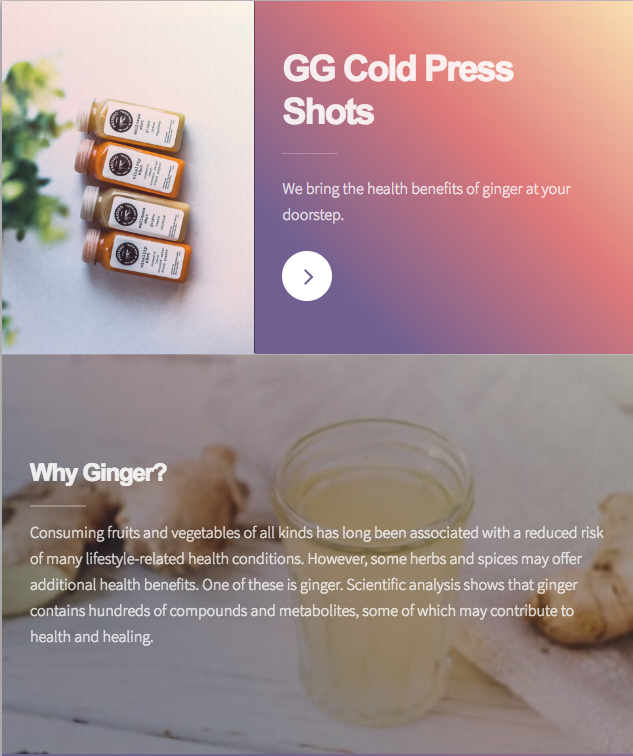 GG Cold Press
Shots
We bring the health benefits of ginger at your
doorstep.
Why Ginger?
Consuming fruits and vegetables of all kinds has long been associated with a reduced risk
of many lifestyle-related health conditions. However, some herbs and spices may offer
additional health benefits. One of these is ginger. Scientific analysis shows that ginger
contains hundreds of compounds and metabolites, some of which may contribute to
health and healing.